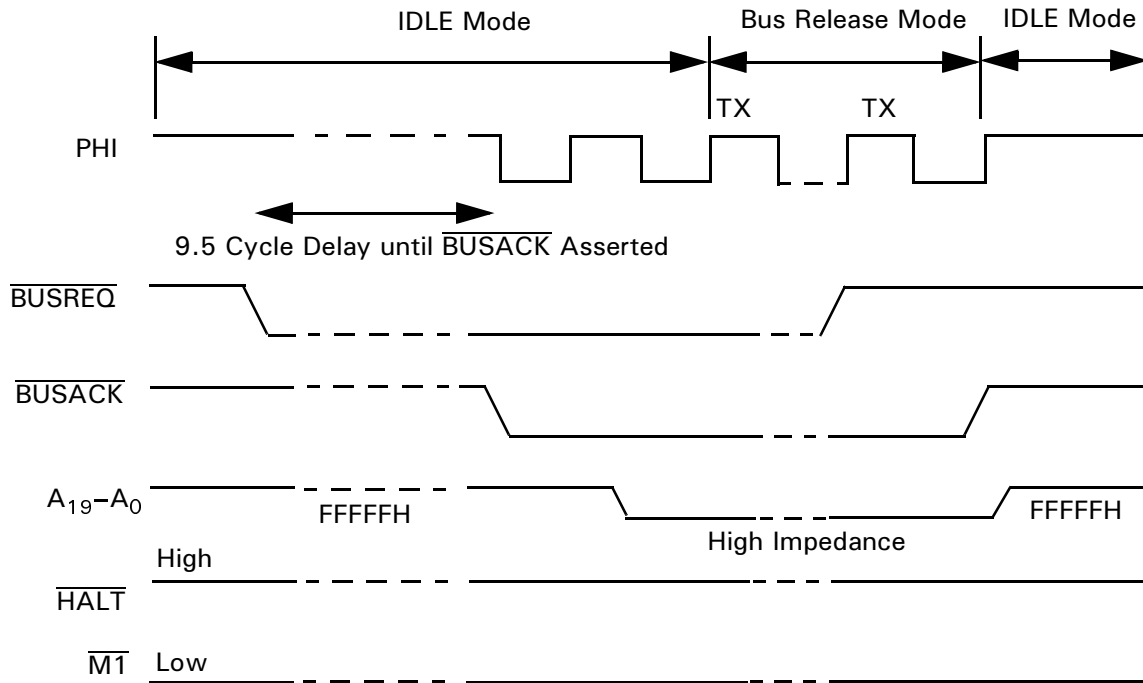 IDLE Mode
Bus Release Mode
IDLE Mode
TX
TX
PHI
9.5 Cycle Delay until BUSACK Asserted
BUSREQ
BUSACK
A19–A0
FFFFFH
FFFFFH
High Impedance
High
HALT
M1
Low